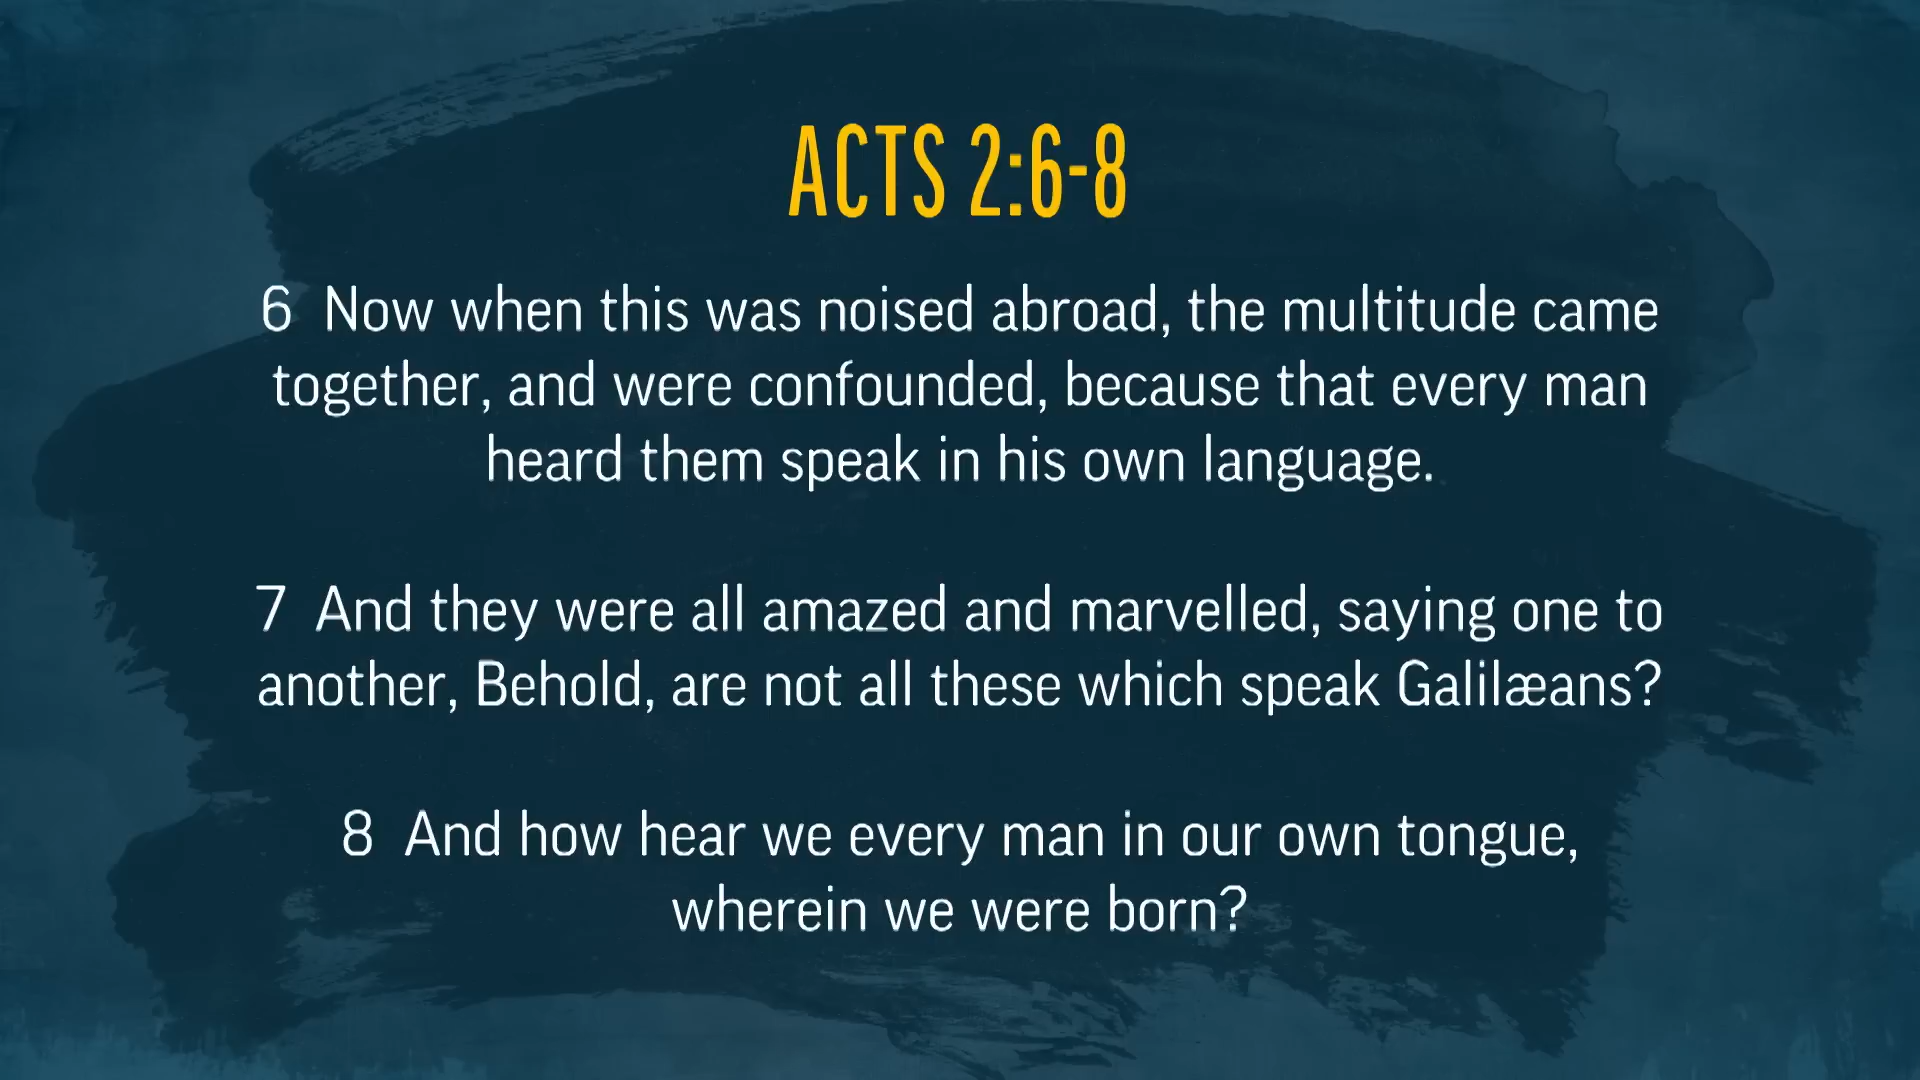 ACTS 2:6-8
6 Now when this was noised abroad, the multitude came
together, and were confounded, because that every man
heard them speak in his own language.
7 And they were all amazed and marvelled, saying one to
another, Behold, are not all these which speak Galilæans?
8 And how hear we every man in our own tongue,
wherein we were born?